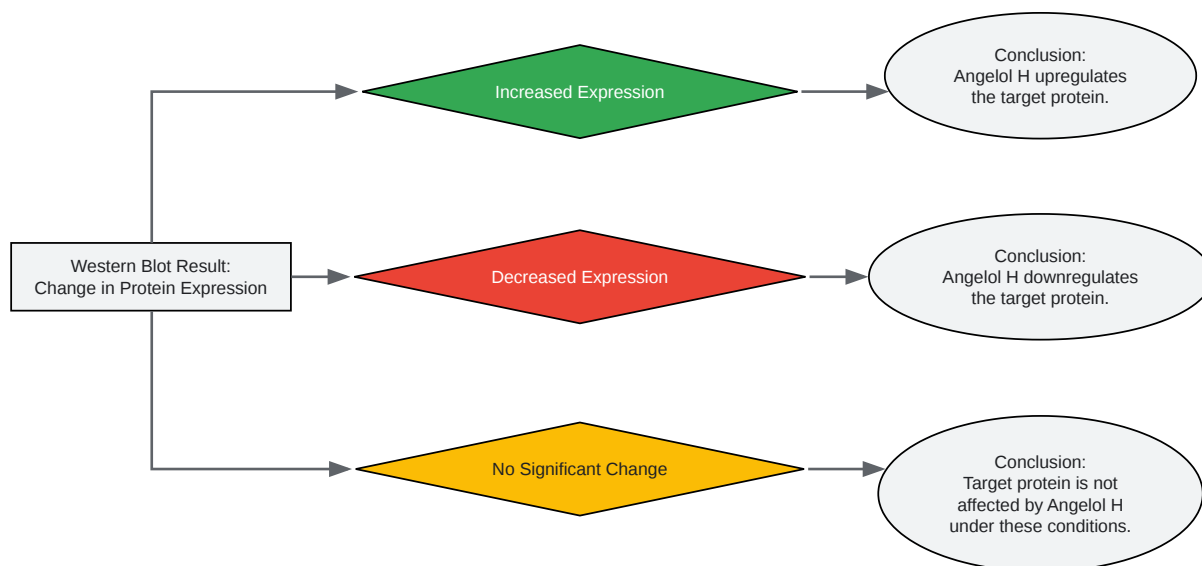 Western Blot Result:
Change in Protein Expression
Increased Expression
Conclusion:
Angelol H upregulates
the target protein.
Decreased Expression
Conclusion:
Angelol H downregulates
the target protein.
No Significant Change
Conclusion:
Target protein is not
affected by Angelol H
under these conditions.